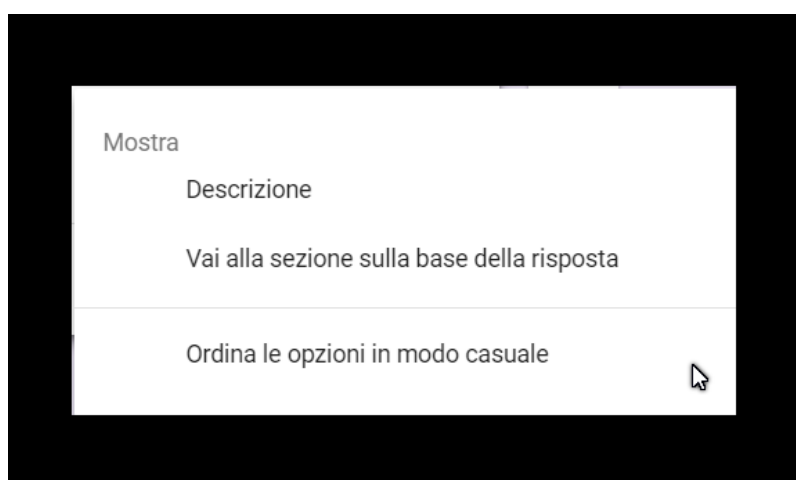 Mostra
Descrizione
Vai alla sezione sulla base della risposta
Ordina le opzioni in modo casuale